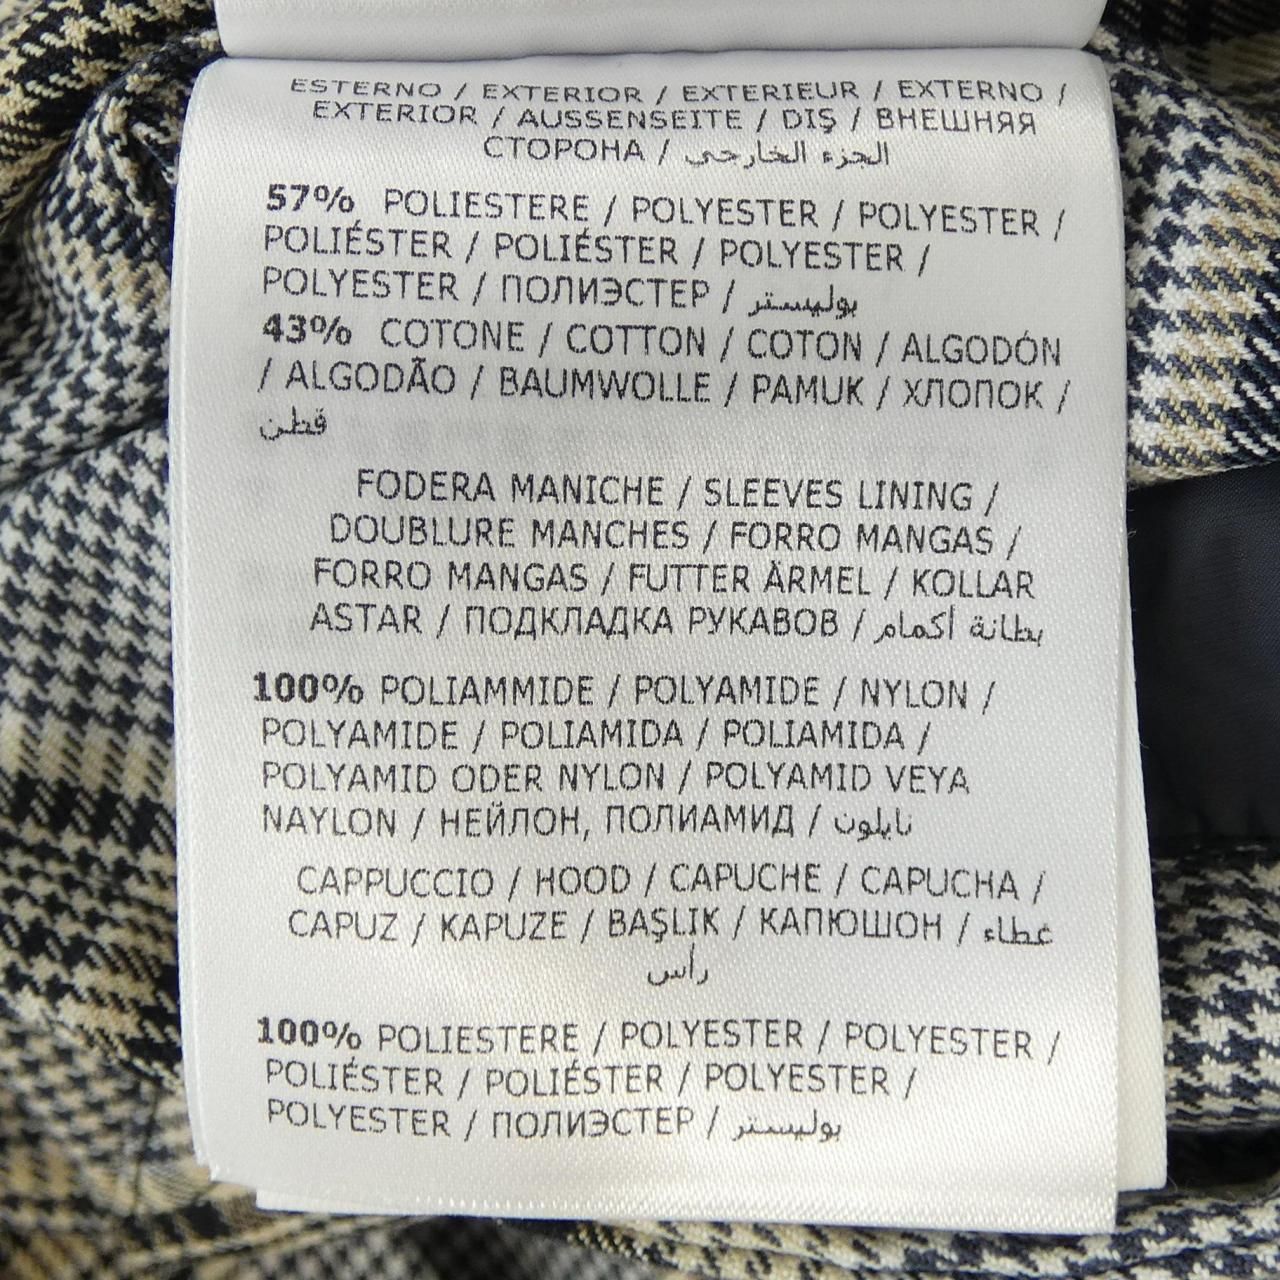 ESTERNO / EXTERIOR / EXTERIEUR / EXTERNO /
EXTERIOR / AUSSENSEITE / DIŞ / ВНЕШНЯЯ
СТОРОНА / الجزء الخارجي
57% POLIESTERE / POLYESTER / POLYESTER /
POLIÉSTER / POLIÉSTER / POLYESTER /
POLYESTER / ПОЛИЭСТЕР / بوليستر
43% COTONE / COTTON / COTON / ALGODÓN
/ ALGODÃO / BAUMWOLLE / PAMUK / ХЛОПОК /
قطن
FODERA MANICHE / SLEEVES LINING /
DOUBLURE MANCHES / FORRO MANGAS /
FORRO MANGAS / FUTTER ÄRMEL / KOLLAR
ASTAR / ПОДКЛАДКА РУКАВОВ / بطانة أكمام
100% POLIAMMIDE / POLYAMIDE / NYLON /
POLYAMIDE / POLIAMIDA / POLIAMIDA /
POLYAMID ODER NYLON / POLYAMID VEYA
NAYLON / НЕЙЛОН, ПОЛИАМИД / نايلون
CAPPUCCIO / HOOD / CAPUCHE / CAPUCHA /
CAPUZ / KAPUZE / BAŞLIK / КАПЮШОН / غطاء
رأس
100% POLIESTERE / POLYESTER / POLYESTER /
POLIÉSTER / POLIÉSTER / POLYESTER /
POLYESTER / ПОЛИЭСТЕР / بوليستر